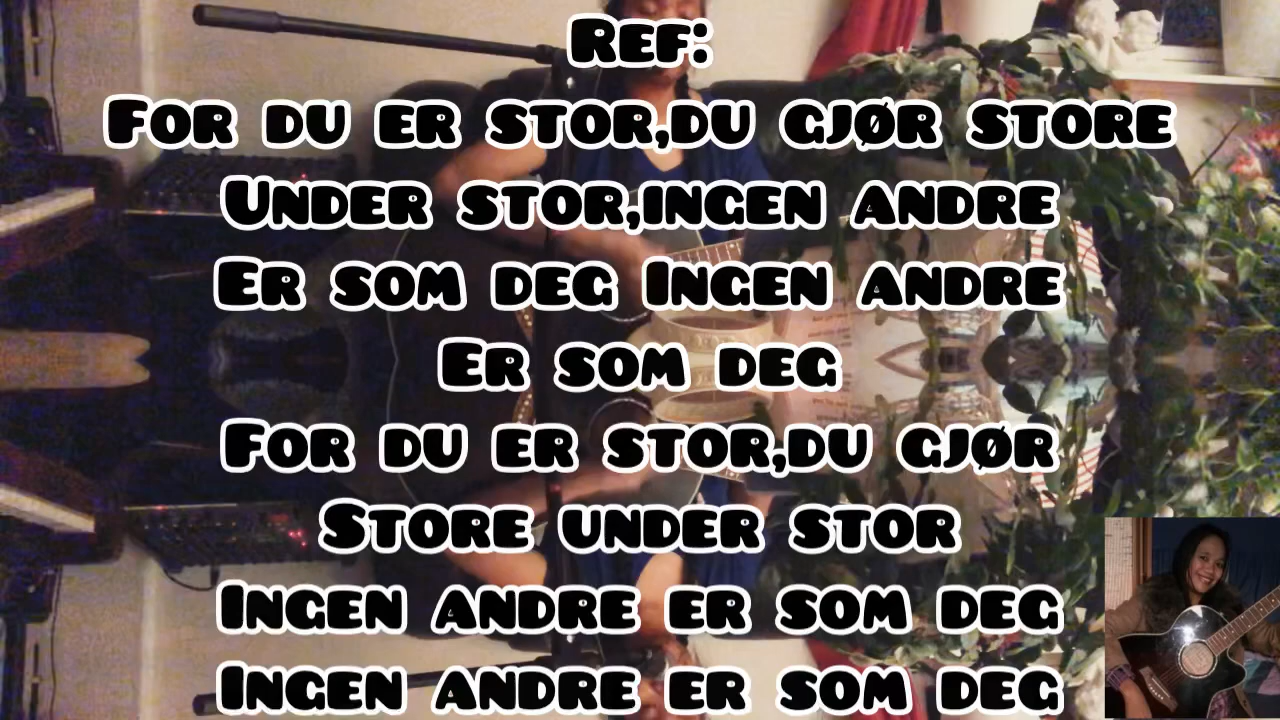 Ref:
For du er stor,du gjør store
Under stor,ingen andre
Er som deg Ingen andre
Er som deg
For du er stor,du gjør
Store under stor
Ingen andre er som deg
Ingen andre er som deg